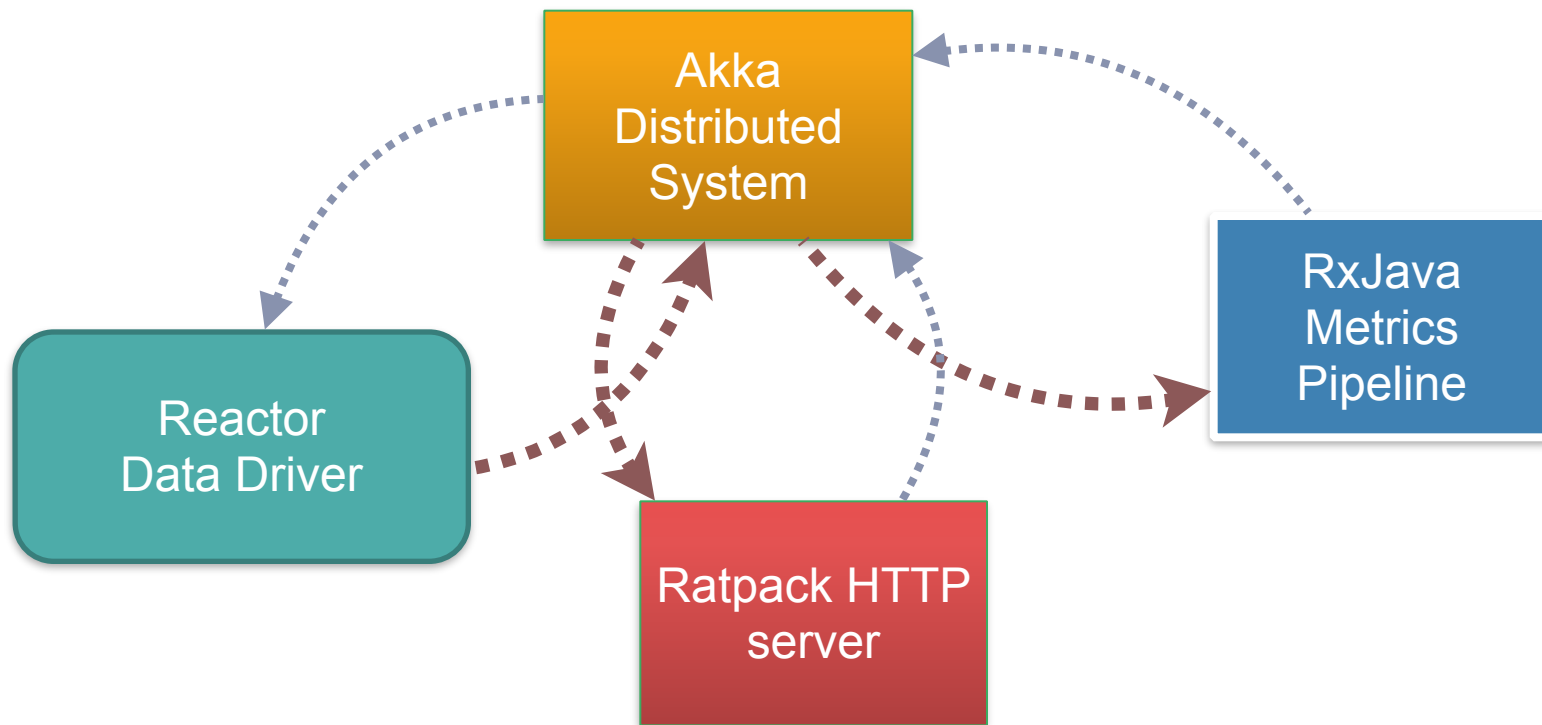 Akka
Distributed
System
RxJava
Metrics
Pipeline
Reactor
Data Driver
Ratpack HTTP
server